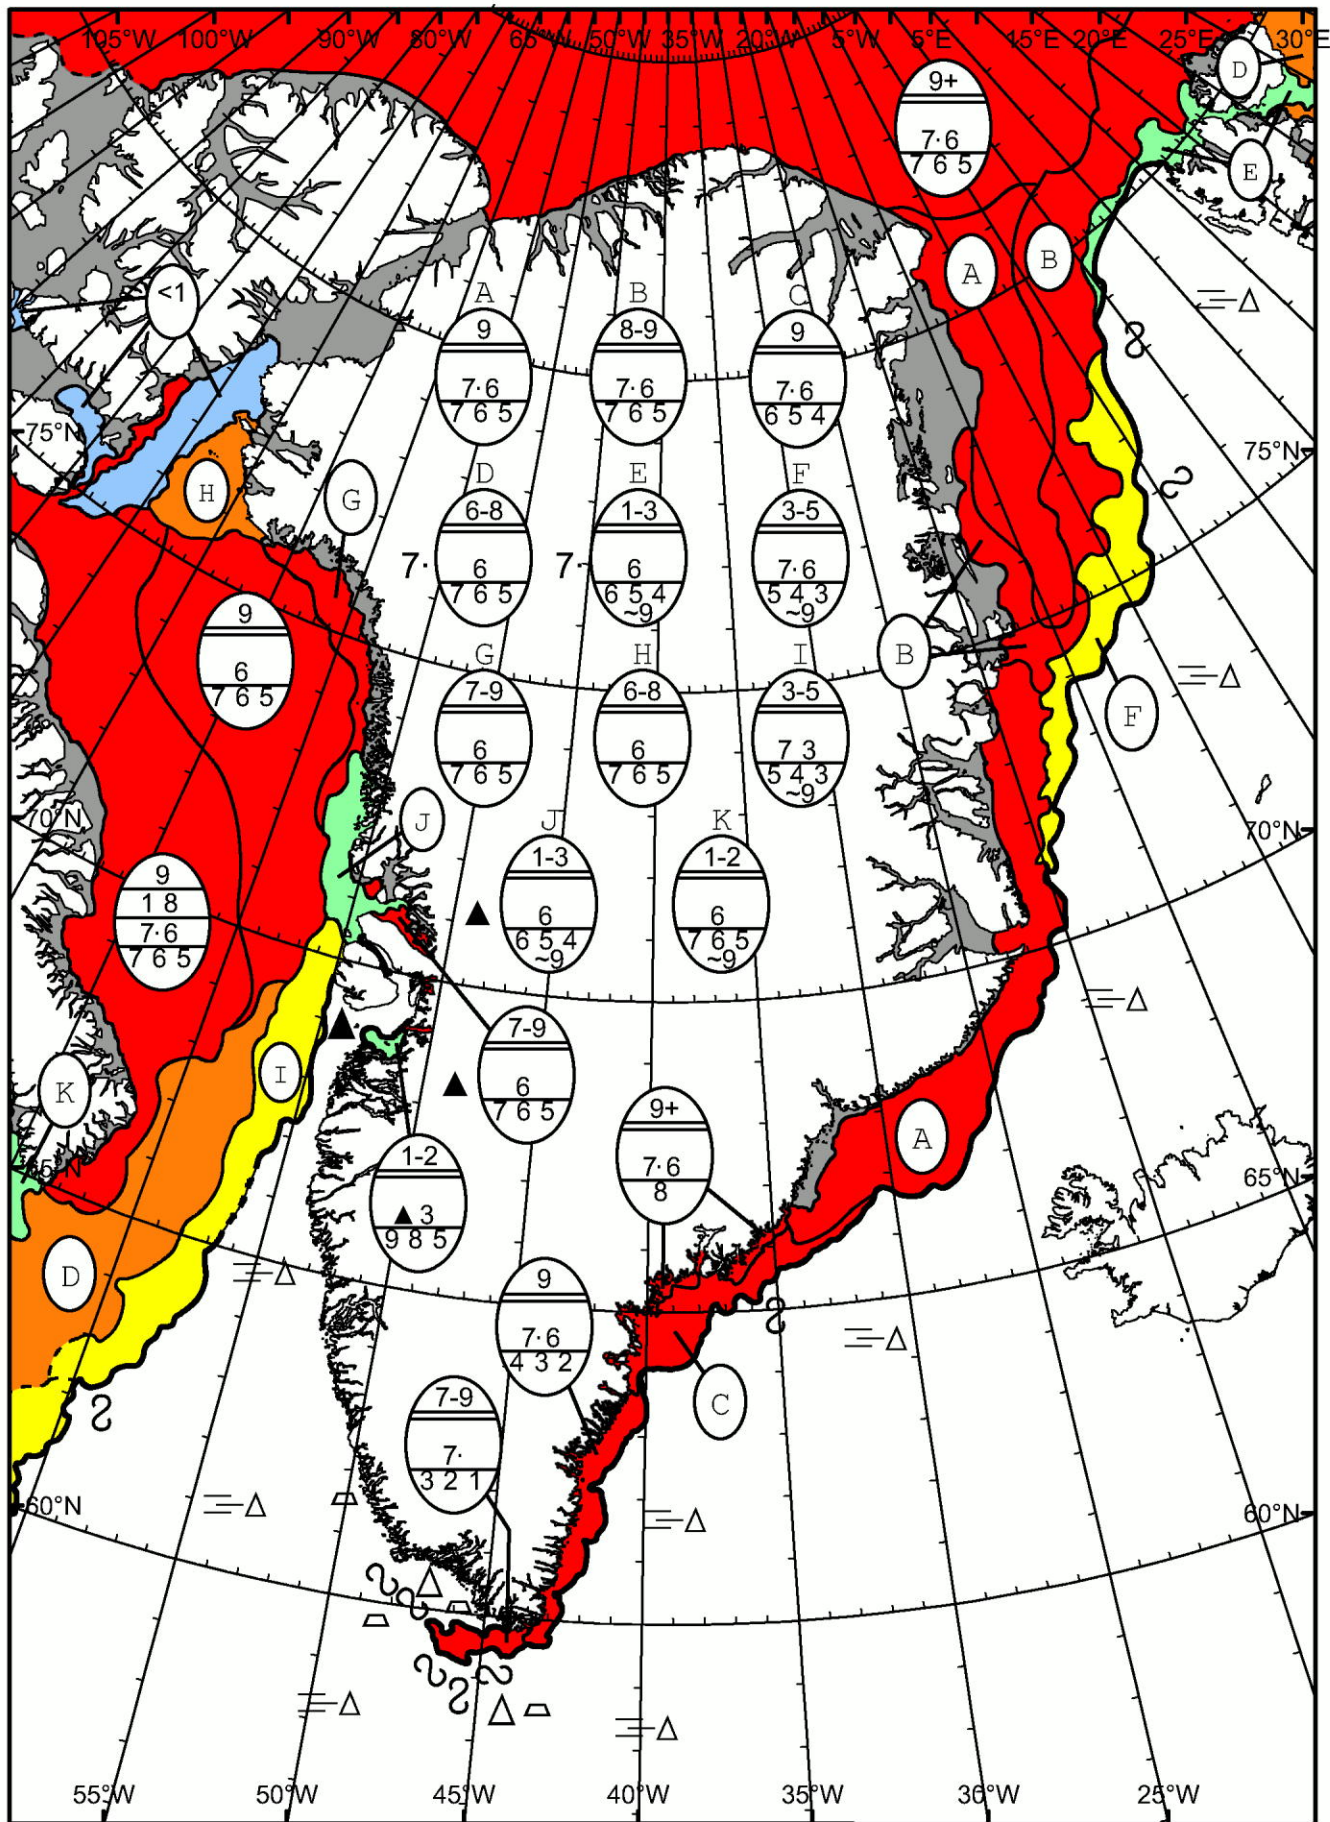 105°W 100°W 90°W 80°W 65°W 50°W 35°W 20°W 5°W 5°E 15°E 20°E 25°E 30°E
D
9+
7·6
7 6 5
E
B
A
<1
A B C
9 8-9 9
7·6 7·6 7·6
7 6 5 7 6 5 6 5 4
75°N
75°N
H
G
D E F
6-8 1-3 3-5
7· 6 7· 6 7·6
7 6 5 6 5 4 5 4 3
~9 ~9
9
6
7 6 5
B
F
G H I
7-9 6-8 3-5
6 6 7 3
7 6 5 7 6 5 5 4 3
~9
70°N
J
70°N
J K
1-3 1-2
6 6
6 5 4 7 6 5
~9 ~9
9
1 8
7·6
7 6 5
7-9
6
7 6 5
I
K
A
9+
7·6
8
65°N
65°N
1-2
▲ 3
9 8 5
D
9
7·6
4 3 2
C
7-9
7·
3 2 1
60°N
60°N
55°W 50°W 45°W 40°W 35°W 30°W 25°W